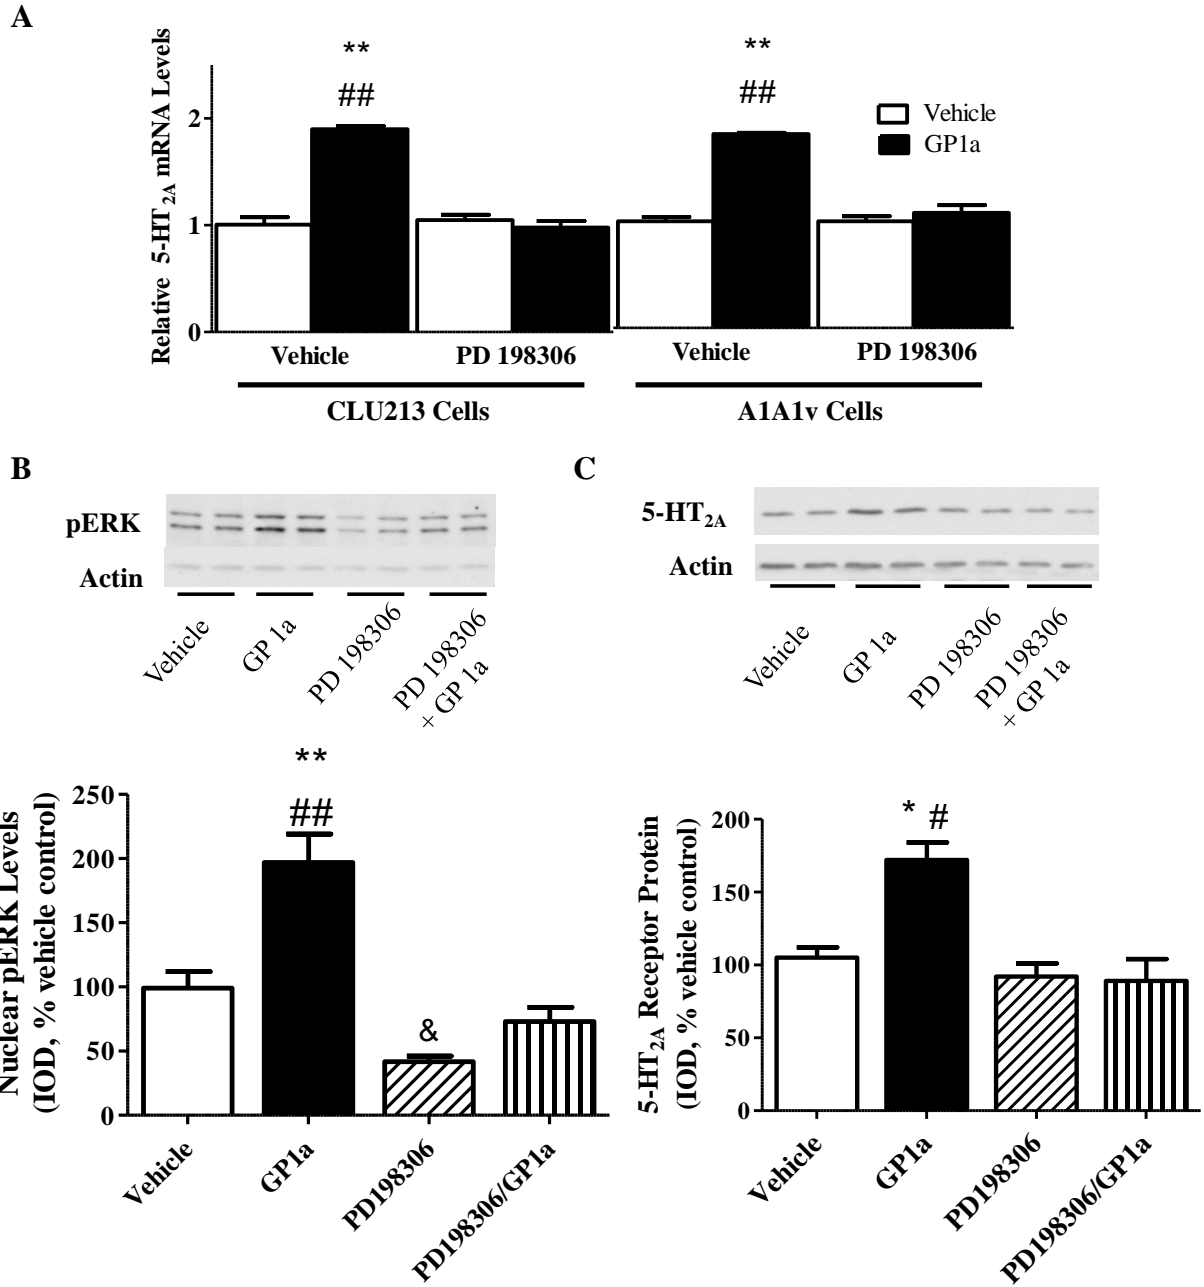 A
Relative 5-HT2A mRNA Levels
2
1
0
**
##
**
##
Vehicle
GP1a
Vehicle
PD 198306
Vehicle
PD 198306
CLU213 Cells
A1A1v Cells
B
pERK
Actin
Vehicle
GP 1a
PD 198306
PD 198306
+ GP 1a
Nuclear pERK Levels
(IOD, % vehicle control)
250
200
150
100
50
0
**
##
&
Vehicle
GP1a
PD198306
PD198306/GP1a
C
5-HT2A
Actin
Vehicle
GP 1a
PD 198306
PD 198306
+ GP 1a
5-HT2A Receptor Protein
(IOD, % vehicle control)
200
150
100
50
0
* #
Vehicle
GP1a
PD198306
PD198306/GP1a